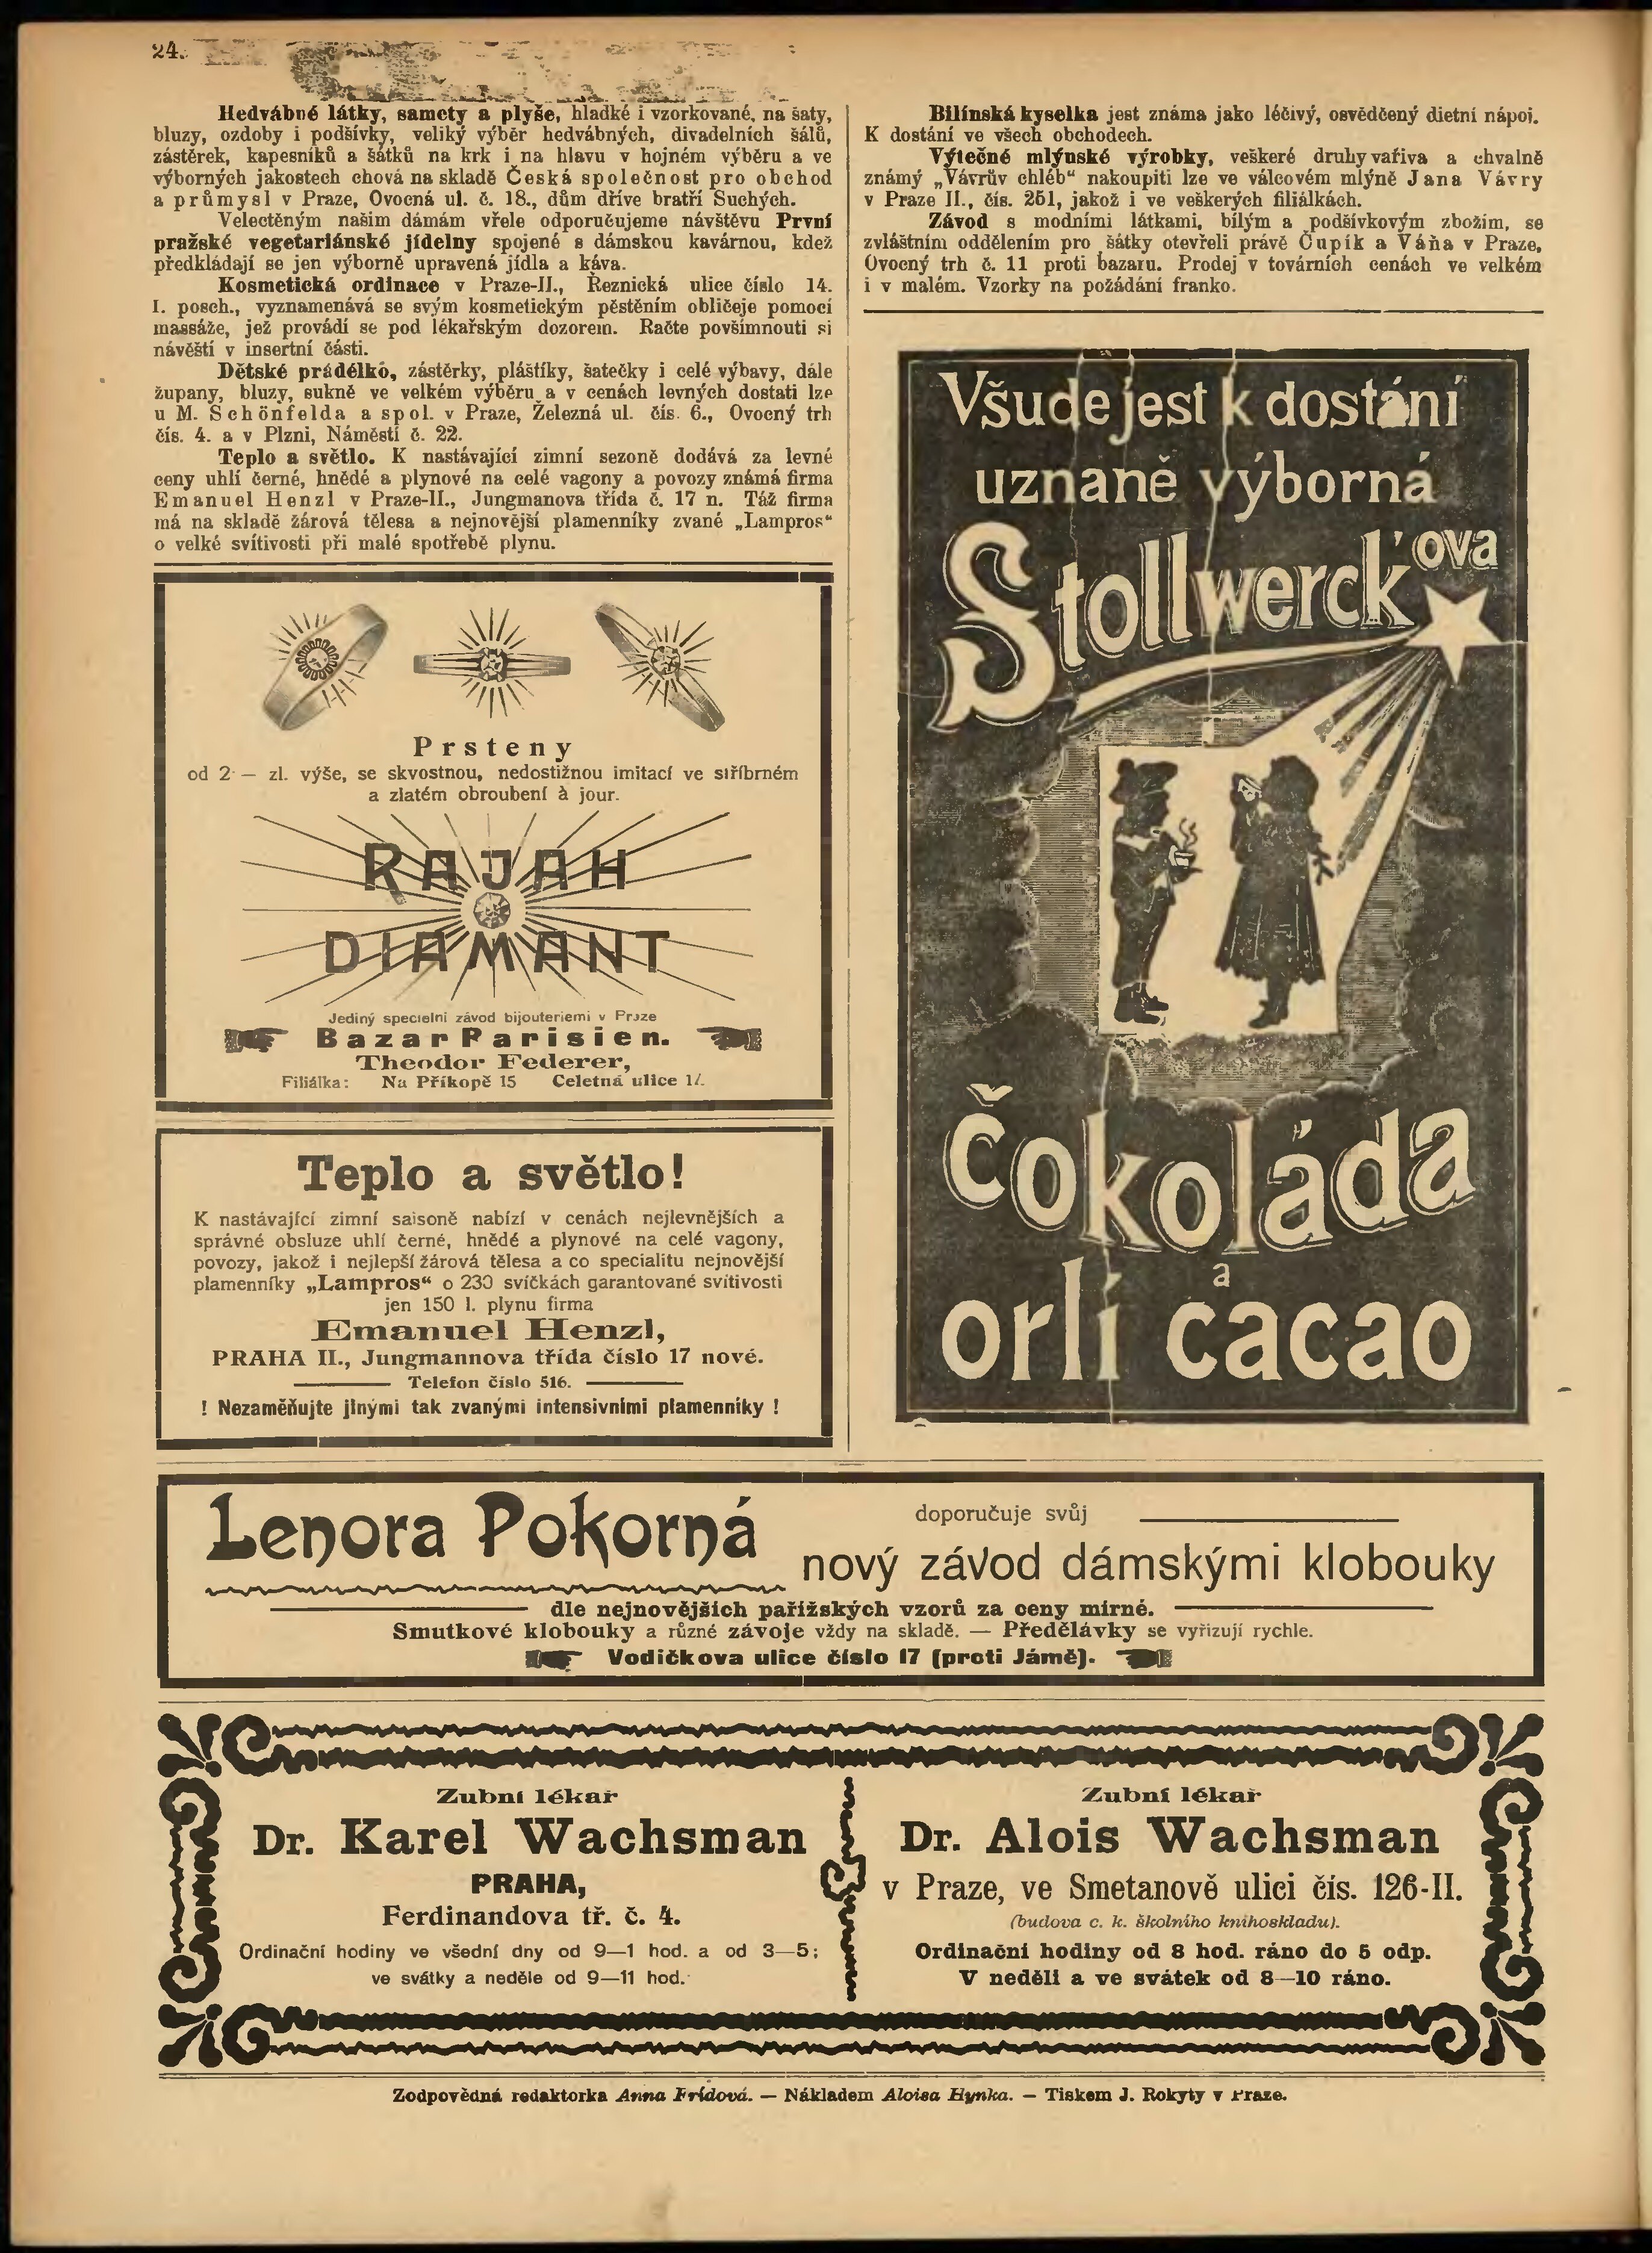 24.
Hedvábné látky, samety a plyše, hladké i vzorkované, na šaty,
bluzy, ozdoby i podšívky, veliký výběr hedvábných, divadelních šálů,
zástěrek, kapesníků a šátků na krk i na hlavu v hojném výběru a ve
výborných jakostech chová na skladě Česká společnost pro obchod
a průmysl v Praze, Ovocná ul. č. 18., dům dříve bratří Suchých.
Velectěným našim dámám vřele odporučujeme návštěvu První
pražské vegetariánské jídelny spojené s dámskou kavárnou, kdež
předkládají se jen výborně upravená jídla a káva.
Kosmetická ordinace v Praze-II., Řeznická ulice číslo 14.
I. posch., vyznamenává se svým kosmetickým pěstěním obličeje pomocí
massáže, jež provádí se pod lékařským dozorem. Račte povšimnouti si
návěští v insertní části.
Dětské prádélko, zástěrky, pláštíky, šatečky i celé výbavy, dále
župany, bluzy, sukně ve velkém výběru a v cenách levných dostati lze
u M. Schönfelda a spol. v Praze, Železná ul. čís. 6., Ovocný trh
čís. 4. a v Plzni, Náměstí č. 22.
Teplo a světlo. K nastávající zimní sezoně dodává za levné
ceny uhlí černé, hnědé a plynové na celé vagony a povozy známá firma
Emanuel Henzl v Praze-II., Jungmanova třída č. 17 n. Táž firma
má na skladě žárová tělesa a nejnovější plamenníky zvané „Lampros“
o velké svítivosti při malé spotřebě plynu.
Prsteny
od 2·— zl. výše, se skvostnou, nedostižnou imitací ve stříbrném
a zlatém obroubení à jour.
RAJAH
DIAMANT
Jediný specielní závod bijouteriemi v Praze
Bazar Parisien.
Theodor Federer,
Filiálka: Na Příkopě 15 Celetná ulice
Teplo a světlo!
K nastávající zimní saisoně nabízí v cenách nejlevnějších a
správné obsluze uhlí černé, hnědé a plynové na celé vagony,
povozy, jakož i nejlepší žárová tělesa a co specialitu nejnovější
plamenníky „Lampros“ o 230 svíčkách garantované svítivosti
jen 150 l. plynu firma
Emanuel Henzl,
PRAHA II., Jungmannova třída číslo 17 nové.
Telefon číslo 516.
! Nezaměňujte jinými tak zvanými intensivními plamenníky !
Bilínská kyselka jest známa jako léčivý, osvědčený dietní nápoj.
K dostání ve všech obchodech.
Výtečné mlýnské výrobky, veškeré druhy vařiva a chvalně
známý „Vávrův chléb“ nakoupiti lze ve válcovém mlýně Jana Vávry
v Praze II., čís. 251, jakož i ve veškerých filiálkách.
Závod s modními látkami, bílým a podšívkovým zbožím, se
zvláštním oddělením pro šátky otevřeli právě Čupík a Váňa v Praze,
Ovocný trh č. 11 proti bazaru. Prodej v továrních cenách ve velkém
i v malém. Vzorky na požádání franko.
Všude jest k dostání
uznaně výborná
Stollwerck'ova
čokoláda
a
orlí cacao
Lenora Pokorná
doporučuje svůj
nový závod dámskými klobouky
dle nejnovějších pařížských vzorů za ceny mírné.
Smutkové klobouky a různé závoje vždy na skladě. — Předělávky se vyřizují rychle.
Vodičkova ulice číslo 17 (proti Jámě).
Zubní lékař
Dr. Karel Wachsman
PRAHA,
Ferdinandova tř. č. 4.
Ordinační hodiny ve všední dny od 9—1 hod. a od 3—5;
ve svátky a neděle od 9—11 hod.
Zubní lékař
Dr. Alois Wachsman
v Praze, ve Smetanově ulici čís. 126-II.
(budova c. k. školního knihoskladu).
Ordinační hodiny od 8 hod. ráno do 5 odp.
V neděli a ve svátek od 8—10 ráno.
Zodpovědná redaktorka Anna Frídová. — Nákladem Aloisa Hynka. — Tiskem J. Rokyty v Praze.